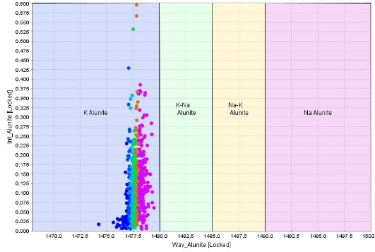 0.600
0.575
0.550
0.525
0.500
0.475
0.450
0.425
0.400
0.375
0.350
0.325
0.300
0.275
0.250
0.225
0.200
0.175
0.150
0.125
0.100
0.075
0.050
0.025
0.000
Int_Alunite [Locked]
K Alunite
K-Na
Alunite
Na-K
Alunite
Na Alunite
1470.0 1472.5 1475.0 1477.5 1480.0 1482.5 1485.0 1487.5 1490.0 1492.5 1495.0 1497.5 1500
Wav_Alunite [Locked]